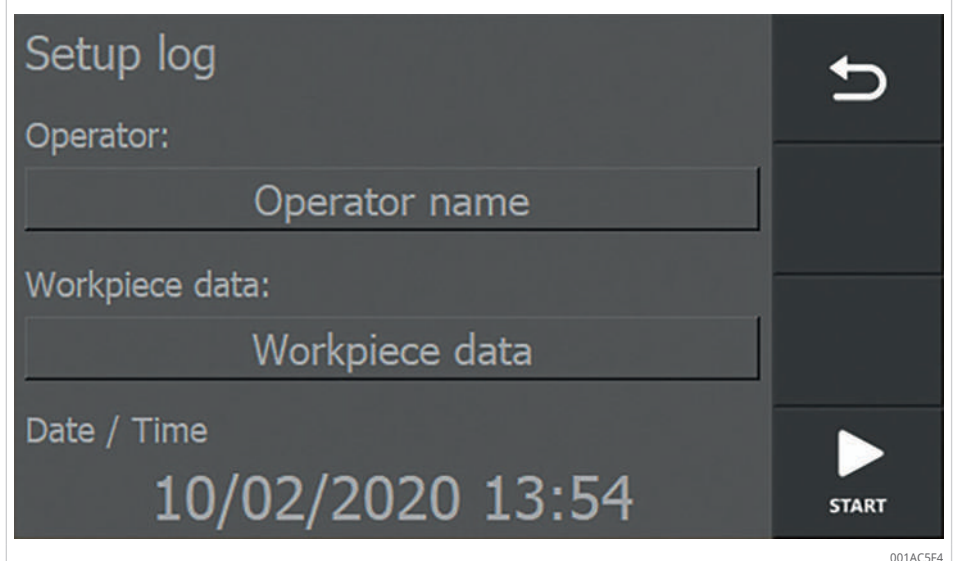 Setup log
Operator:
Operator name
Workpiece data:
Workpiece data
Date / Time
10/02/2020 13:54
START
001AC5F4